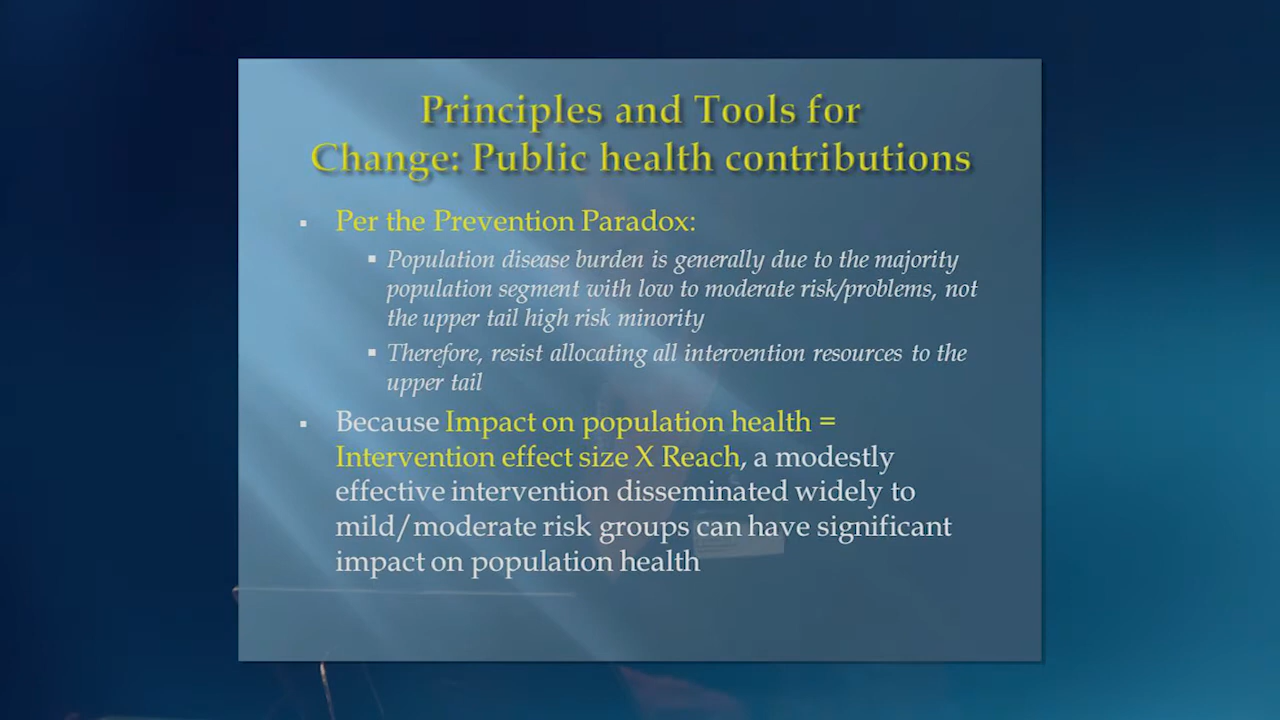 Principles and Tools for
Change: Public health contributions
▪ Per the Prevention Paradox:
▪ Population disease burden is generally due to the majority
population segment with low to moderate risk/problems, not
the upper tail high risk minority
▪ Therefore, resist allocating all intervention resources to the
upper tail
▪ Because Impact on population health =
Intervention effect size X Reach, a modestly
effective intervention disseminated widely to
mild/moderate risk groups can have significant
impact on population health